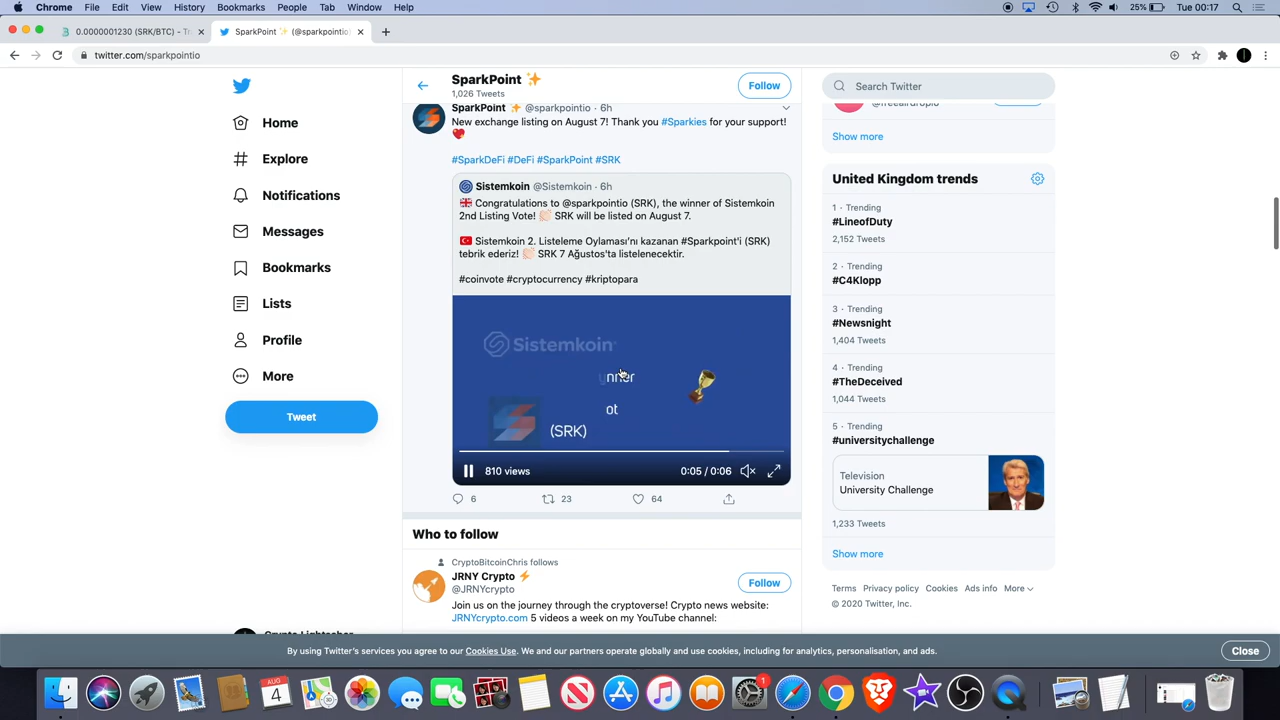 Chrome File Edit View History Bookmarks People Tab Window Help 25% Tue 00:17
0.0000001230 (SRK/BTC) - Tr
SparkPoint ✨ (@sparkpointio)
twitter.com/sparkpointio
Home
Explore
Notifications
Messages
Bookmarks
Lists
Profile
More
Tweet
SparkPoint ✨
1,026 Tweets
Follow
SparkPoint ✨ @sparkpointio · 6h
New exchange listing on August 7! Thank you #Sparkies for your support!
❤️
#SparkDeFi #DeFi #SparkPoint #SRK
Sistemkoin @Sistemkoin · 6h
🇬🇧 Congratulations to @sparkpointio (SRK), the winner of Sistemkoin
2nd Listing Vote! 👏🏻 SRK will be listed on August 7.
🇹🇷 Sistemkoin 2. Listeleme Oylaması'nı kazanan #Sparkpoint'i (SRK)
tebrik ederiz! 👏🏻 SRK 7 Ağustos'ta listelenecektir.
#coinvote #cryptocurrency #kriptopara
Sistemkoin
(SRK)
810 views 0:05 / 0:06
6 23 64
Who to follow
CryptoBitcoinChris follows
JRNY Crypto ⚡
@JRNYcrypto
Follow
Join us on the journey through the cryptoverse! Crypto news website:
JRNYcrypto.com 5 videos a week on my YouTube channel:
Search Twitter
Show more
United Kingdom trends
1 · Trending
#LineofDuty
2,152 Tweets
2 · Trending
#C4Klopp
3 · Trending
#Newsnight
1,404 Tweets
4 · Trending
#TheDeceived
1,044 Tweets
5 · Trending
#universitychallenge
Television
University Challenge
1,233 Tweets
Show more
Terms Privacy policy Cookies Ads info More
© 2020 Twitter, Inc.
By using Twitter's services you agree to our Cookies Use. We and our partners operate globally and use cookies, including for analytics, personalisation, and ads.
Close
AUG
4
1